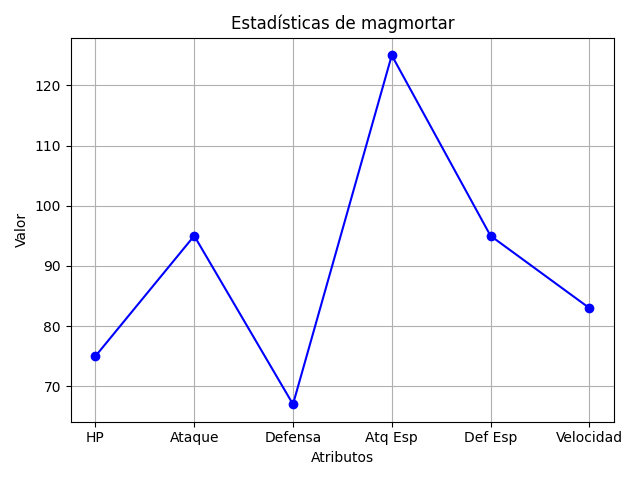 Estadísticas de magmortar
120
110
100
90
80
70
Valor
HP Ataque Defensa Atq Esp Def Esp Velocidad
Atributos